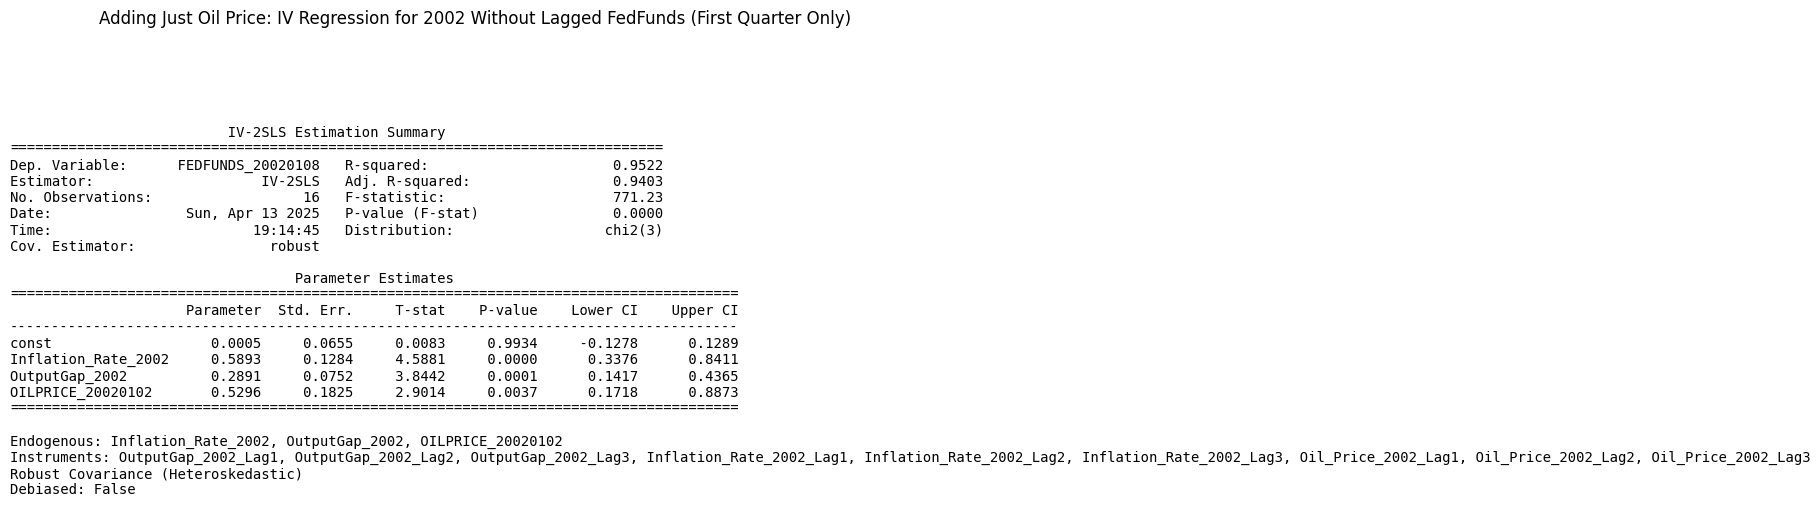 Adding Just Oil Price: IV Regression for 2002 Without Lagged FedFunds (First Quarter Only)
IV-2SLS Estimation Summary
==============================================================================
Dep. Variable:      FEDFUNDS_20020108   R-squared:                      0.9522
Estimator:                    IV-2SLS   Adj. R-squared:                 0.9403
No. Observations:                  16   F-statistic:                    771.23
Date:                Sun, Apr 13 2025   P-value (F-stat)                0.0000
Time:                        19:14:45   Distribution:                  chi2(3)
Cov. Estimator:                robust
Parameter Estimates
=======================================================================================
                     Parameter  Std. Err.     T-stat    P-value    Lower CI    Upper CI
---------------------------------------------------------------------------------------
const                   0.0005     0.0655     0.0083     0.9934     -0.1278      0.1289
Inflation_Rate_2002     0.5893     0.1284     4.5881     0.0000      0.3376      0.8411
OutputGap_2002          0.2891     0.0752     3.8442     0.0001      0.1417      0.4365
OILPRICE_20020102       0.5296     0.1825     2.9014     0.0037      0.1718      0.8873
=======================================================================================
Endogenous: Inflation_Rate_2002, OutputGap_2002, OILPRICE_20020102
Instruments: OutputGap_2002_Lag1, OutputGap_2002_Lag2, OutputGap_2002_Lag3, Inflation_Rate_2002_Lag1, Inflation_Rate_2002_Lag2, Inflation_Rate_2002_Lag3, Oil_Price_2002_Lag1, Oil_Price_2002_Lag2, Oil_Price_2002_Lag3
Robust Covariance (Heteroskedastic)
Debiased: False